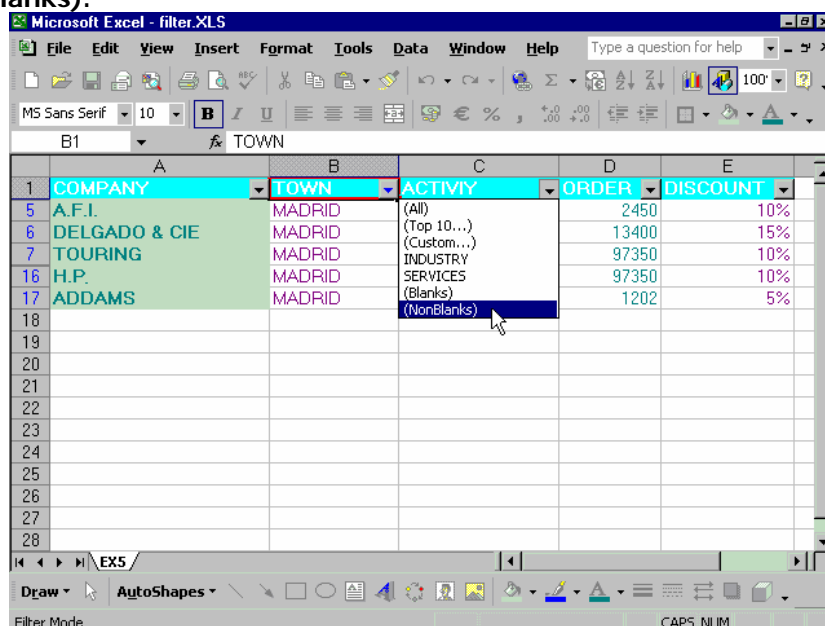 lanks).
Microsoft Excel - filter.XLS
File Edit View Insert Format Tools Data Window Help Type a question for help
100%
MS Sans Serif 10 B I U
B1 fx TOWN
A B C D E
1 COMPANY TOWN ACTIVIY ORDER DISCOUNT
5 A.F.I. MADRID (All) 2450 10%
(Top 10...)
6 DELGADO & CIE MADRID (Custom...) 13400 15%
7 TOURING MADRID INDUSTRY 97350 10%
16 H.P. MADRID SERVICES 97350 10%
17 ADDAMS MADRID (Blanks) 1202 5%
(NonBlanks)
18
19
20
21
22
23
24
25
26
27
28
EX5
Draw AutoShapes
Filter Mode CAPS NUM